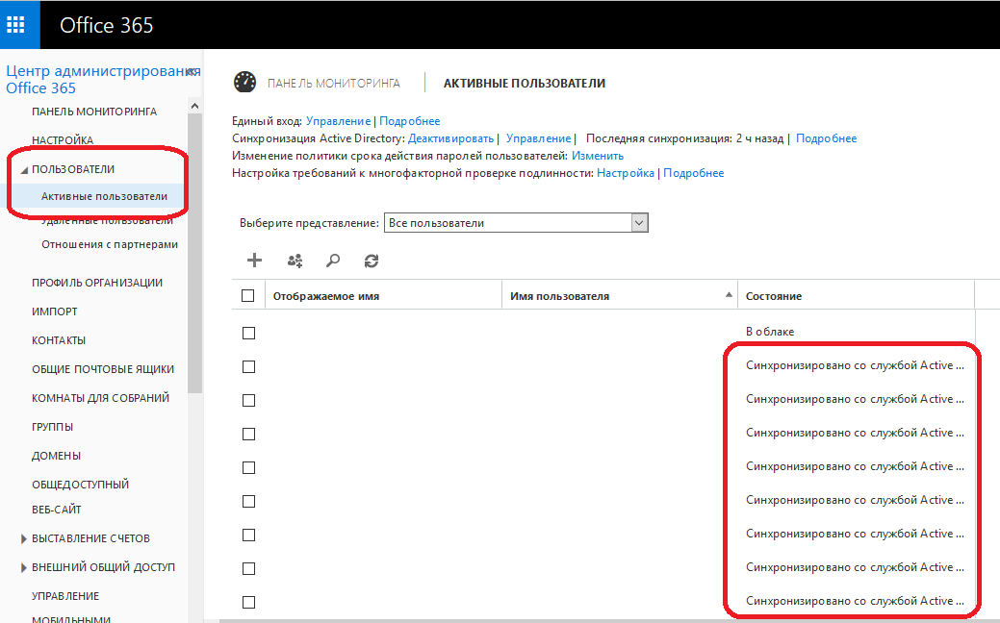 Office 365
Центр администрирования
Office 365
ПАНЕЛЬ МОНИТОРИНГА
НАСТРОЙКА
ПОЛЬЗОВАТЕЛИ
Активные пользователи
Удаленные пользователи
Отношения с партнерами
ПРОФИЛЬ ОРГАНИЗАЦИИ
ИМПОРТ
КОНТАКТЫ
ОБЩИЕ ПОЧТОВЫЕ ЯЩИКИ
КОМНАТЫ ДЛЯ СОБРАНИЙ
ГРУППЫ
ДОМЕНЫ
ОБЩЕДОСТУПНЫЙ
ВЕБ-САЙТ
ВЫСТАВЛЕНИЕ СЧЕТОВ
ВНЕШНИЙ ОБЩИЙ ДОСТУП
УПРАВЛЕНИЕ
МОБИЛЬНЫМИ
ПАНЕЛЬ МОНИТОРИНГА | АКТИВНЫЕ ПОЛЬЗОВАТЕЛИ
Единый вход: Управление | Подробнее
Синхронизация Active Directory: Деактивировать | Управление | Последняя синхронизация: 2 ч назад | Подробнее
Изменение политики срока действия паролей пользователей: Изменить
Настройка требований к многофакторной проверке подлинности: Настройка | Подробнее
Выберите представление: Все пользователи
Отображаемое имя Имя пользователя Состояние
В облаке
Синхронизировано со службой Active ...
Синхронизировано со службой Active ...
Синхронизировано со службой Active ...
Синхронизировано со службой Active ...
Синхронизировано со службой Active ...
Синхронизировано со службой Active ...
Синхронизировано со службой Active ...
Синхронизировано со службой Active ...